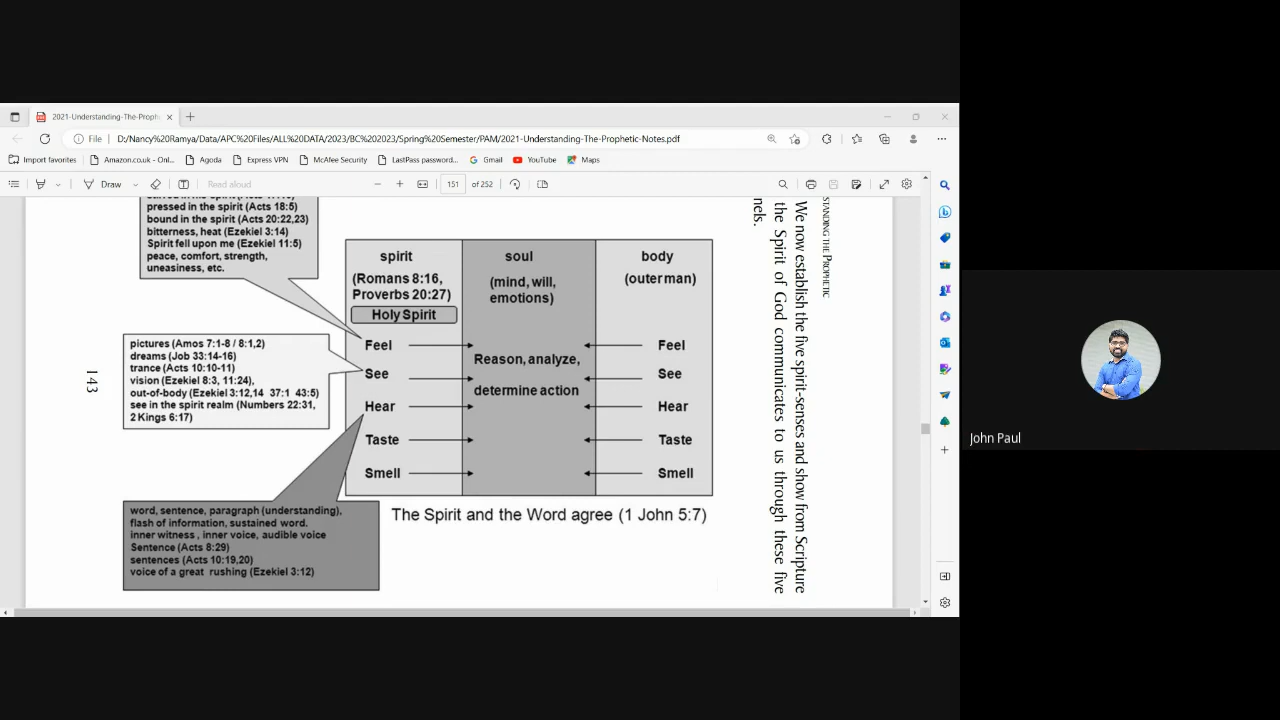 2021-Understanding-The-Proph
File
D:/Nancy%20Ramya/Data/APC%20Files/ALL%20DATA/2023/BC%202023/Spring%20Semester/PAM/2021-Understanding-The-Prophetic-Notes.pdf
Import favorites
Amazon.co.uk - Onl...
Agoda
Express VPN
McAfee Security
LastPass password...
Gmail
YouTube
Maps
Draw
Read aloud
151 of 252
pressed in the spirit (Acts 18:5)
bound in the spirit (Acts 20:22,23)
bitterness, heat (Ezekiel 3:14)
Spirit fell upon me (Ezekiel 11:5)
peace, comfort, strength,
uneasiness, etc.
pictures (Amos 7:1-8 / 8:1,2)
dreams (Job 33:14-16)
trance (Acts 10:10-11)
vision (Ezekiel 8:3, 11:24),
out-of-body (Ezekiel 3:12,14 37:1 43:5)
see in the spirit realm (Numbers 22:31,
2 Kings 6:17)
word, sentence, paragraph (understanding),
flash of information, sustained word.
inner witness , inner voice, audible voice
Sentence (Acts 8:29)
sentences (Acts 10:19,20)
voice of a great rushing (Ezekiel 3:12)
spirit
(Romans 8:16,
Proverbs 20:27)
Holy Spirit
Feel
See
Hear
Taste
Smell
soul
(mind, will,
emotions)
Reason, analyze,
determine action
body
(outer man)
Feel
See
Hear
Taste
Smell
The Spirit and the Word agree (1 John 5:7)
143
STANDING THE PROPHETIC
We now establish the five spirit-senses and show from Scripture
the Spirit of God communicates to us through these five
nels.
John Paul